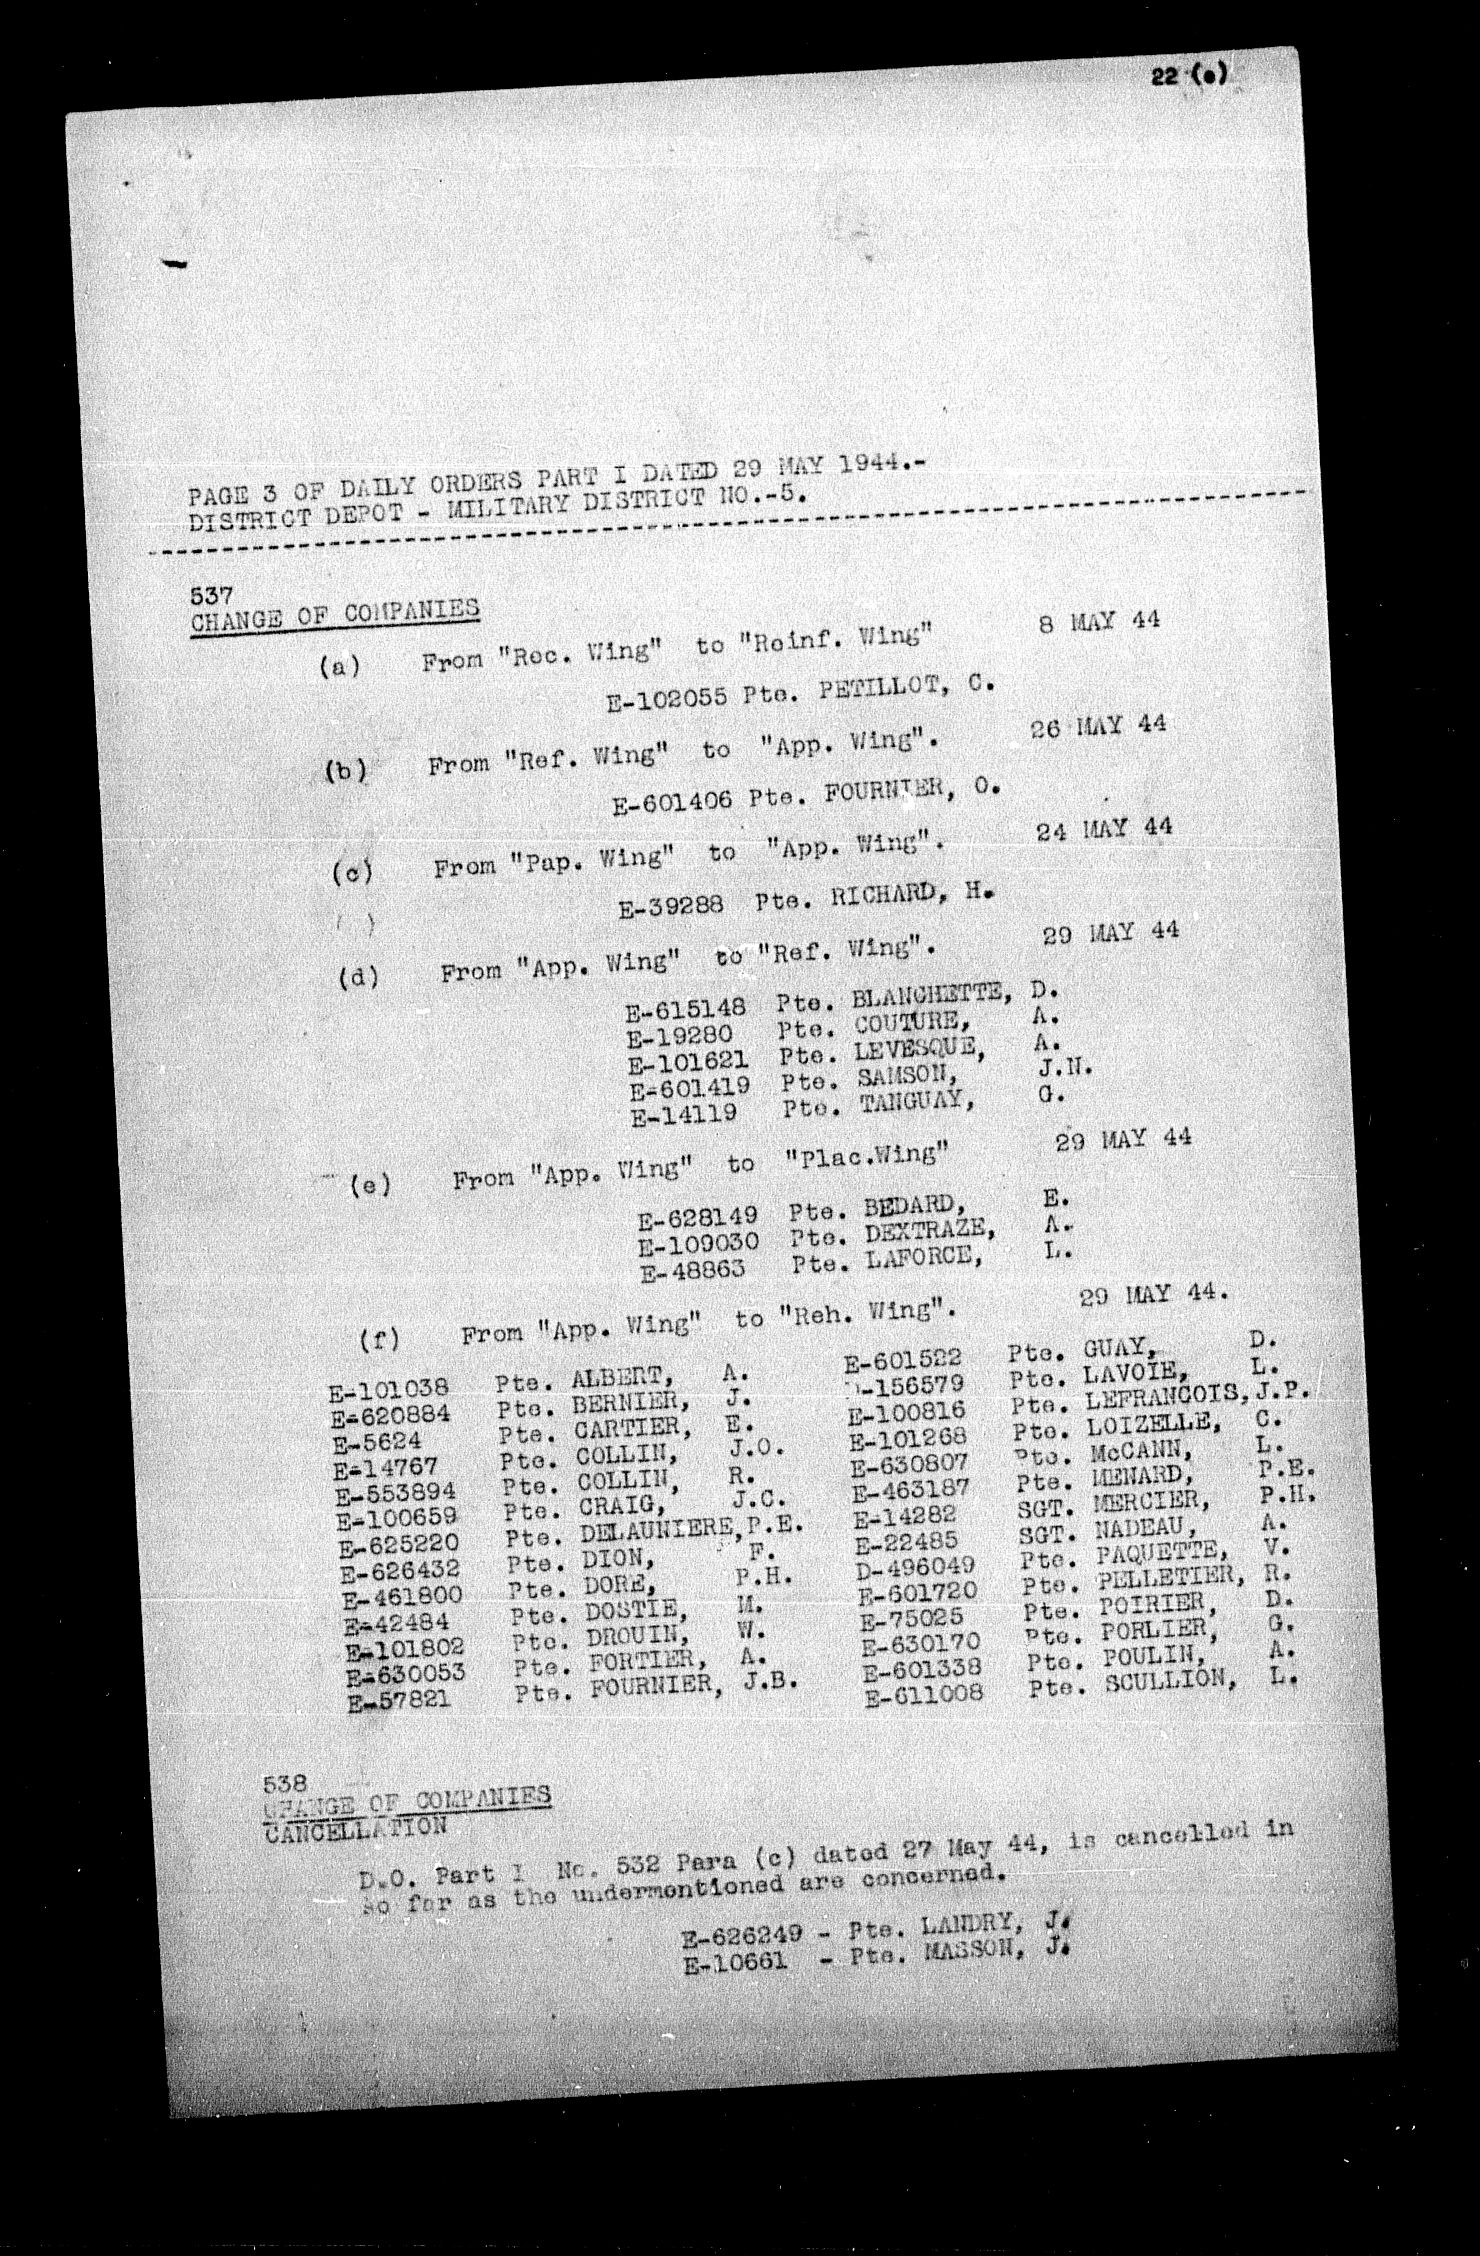 22 (e)
PAGE 3 OF DAILY ORDERS PART I DATED 29 MAY 1944.-
DISTRICT DEPOT - MILITARY DISTRICT NO.-5.
537
CHANGE OF COMPANIES
(a) From "Rec. Wing" to "Reinf. Wing" 8 MAY 44
E-102055 Pte. PETILLOT, C.
(b) From "Ref. Wing" to "App. Wing". 26 MAY 44
E-601406 Pte. FOURNIER, O.
(c) From "Pap. Wing" to "App. Wing". 24 MAY 44
E-39288 Pte. RICHARD, H.
( )
(d) From "App. Wing" to "Ref. Wing". 29 MAY 44
E-615148 Pte. BLANCHETTE, D.
E-19280 Pte. COUTURE, A.
E-101621 Pte. LEVESQUE, A.
E-601419 Pte. SAMSON, J.N.
E-14119 Pte. TANGUAY, G.
(e) From "App. Wing" to "Plac.Wing" 29 MAY 44
E-628149 Pte. BEDARD, E.
E-109030 Pte. DEXTRAZE, A.
E-48863 Pte. LAFORCE, L.
(f) From "App. Wing" to "Reh. Wing". 29 MAY 44.
E-101038 Pte. ALBERT, A.
E-620884 Pte. BERNIER, J.
E-5624 Pte. CARTIER, E.
E-14767 Pte. COLLIN, J.O.
E-553894 Pte. COLLIN, R.
E-100659 Pte. CRAIG, J.C.
E-625220 Pte. DELAUNIERE, P.E.
E-626432 Pte. DION, F.
E-461800 Pte. DORE, P.H.
E-42484 Pte. DOSTIE, M.
E-101802 Pte. DROUIN, W.
E-630053 Pte. FORTIER, A.
E-57821 Pte. FOURNIER, J.B.
E-601522 Pte. GUAY, D.
-156579 Pte. LAVOIE, L.
E-100816 Pte. LEFRANCOIS, J.P.
E-101268 Pte. LOIZELLE, C.
E-630807 Pte. McCANN, L.
E-463187 Pte. MENARD, P.E.
E-14282 SGT. MERCIER, P.H.
E-22485 SGT. NADEAU, A.
D-496049 Pte. PAQUETTE, V.
E-601720 Pte. PELLETIER, R.
E-75025 Pte. POIRIER, D.
E-630170 Pte. PORLIER, G.
E-601338 Pte. POULIN, A.
E-611008 Pte. SCULLION, L.
538
CHANGE OF COMPANIES
CANCELLATION
D.O. Part I No. 532 Para (c) dated 27 May 44, is cancelled in
so far as the undermentioned are concerned.
E-626249 - Pte. LANDRY, J.
E-10661 - Pte. MASSON, J.